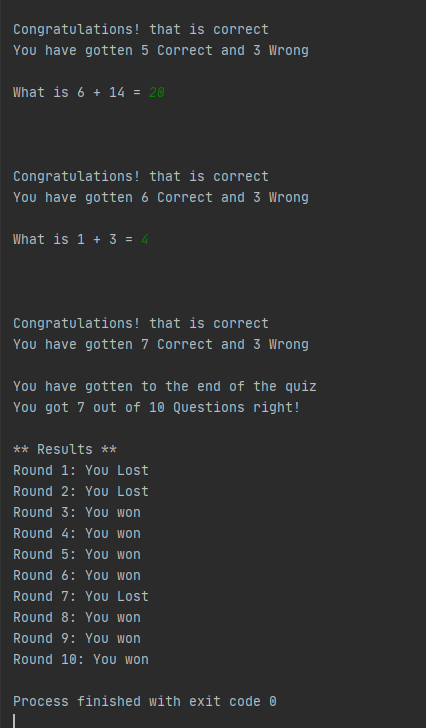 Congratulations! that is correct
You have gotten 5 Correct and 3 Wrong
What is 6 + 14 = 20
Congratulations! that is correct
You have gotten 6 Correct and 3 Wrong
What is 1 + 3 = 4
Congratulations! that is correct
You have gotten 7 Correct and 3 Wrong
You have gotten to the end of the quiz
You got 7 out of 10 Questions right!
** Results **
Round 1: You Lost
Round 2: You Lost
Round 3: You won
Round 4: You won
Round 5: You won
Round 6: You won
Round 7: You Lost
Round 8: You won
Round 9: You won
Round 10: You won
Process finished with exit code 0